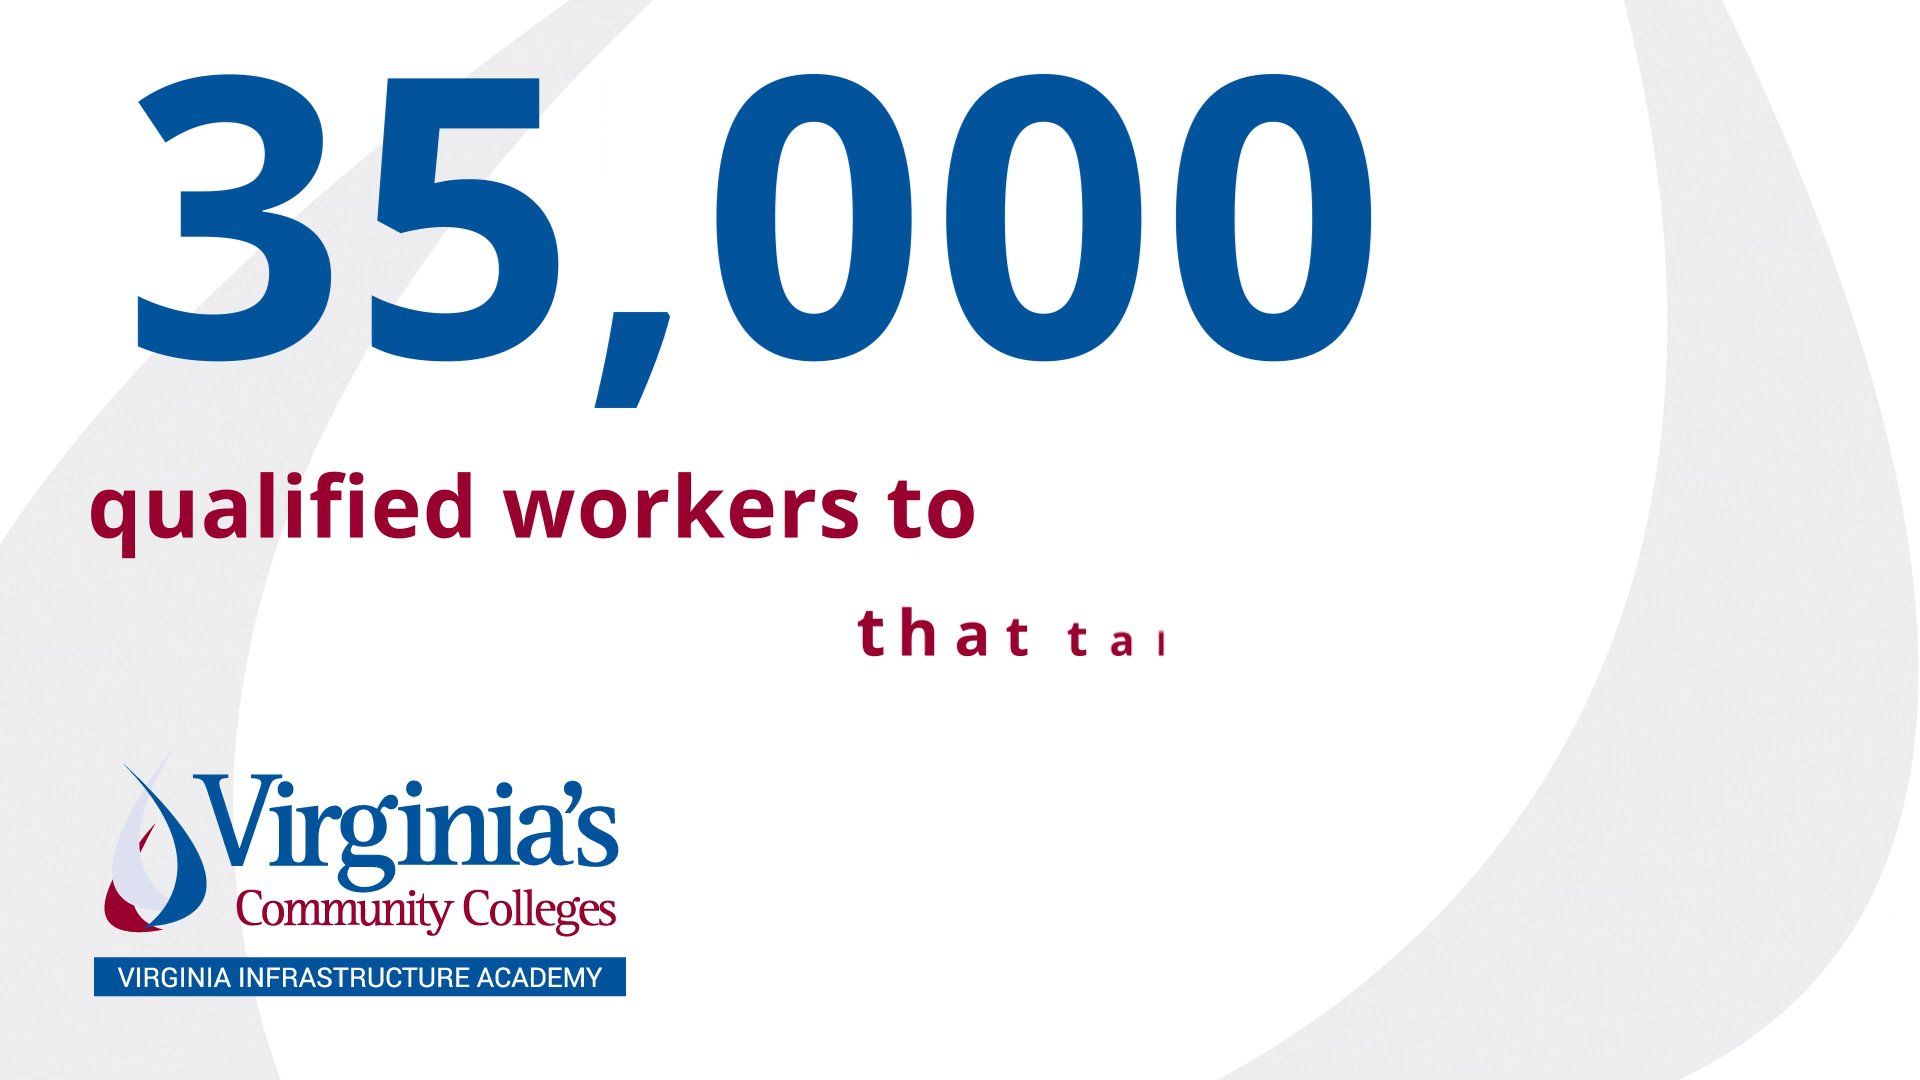 35,000
qualified workers to
that
Virginia's
Community Colleges
VIRGINIA INFRASTRUCTURE ACADEMY